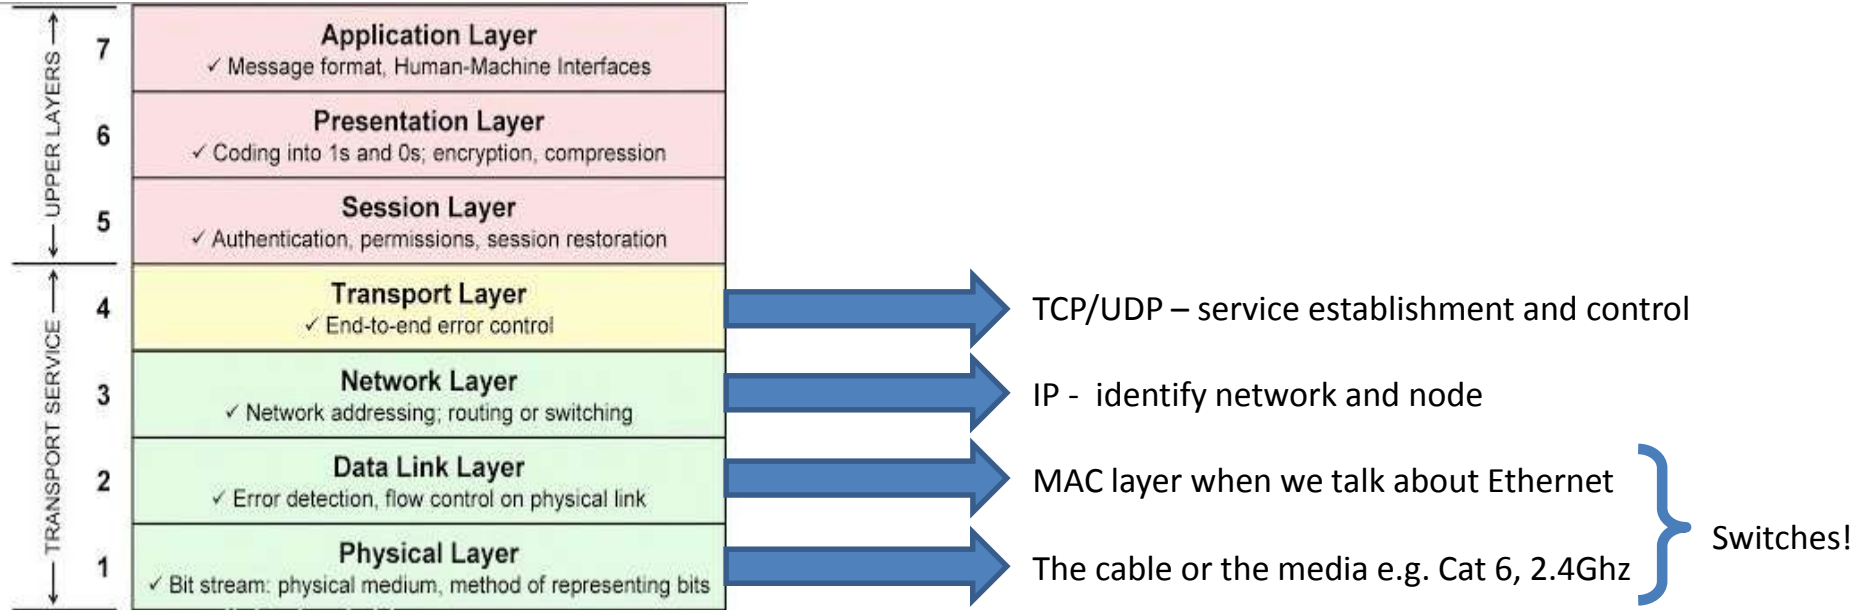 UPPER LAYERS
7
Application Layer
✓ Message format, Human-Machine Interfaces
6
Presentation Layer
✓ Coding into 1s and 0s; encryption, compression
5
Session Layer
✓ Authentication, permissions, session restoration
TRANSPORT SERVICE
4
Transport Layer
✓ End-to-end error control
TCP/UDP – service establishment and control
3
Network Layer
✓ Network addressing; routing or switching
IP - identify network and node
2
Data Link Layer
✓ Error detection, flow control on physical link
MAC layer when we talk about Ethernet
1
Physical Layer
✓ Bit stream: physical medium, method of representing bits
The cable or the media e.g. Cat 6, 2.4Ghz
Switches!